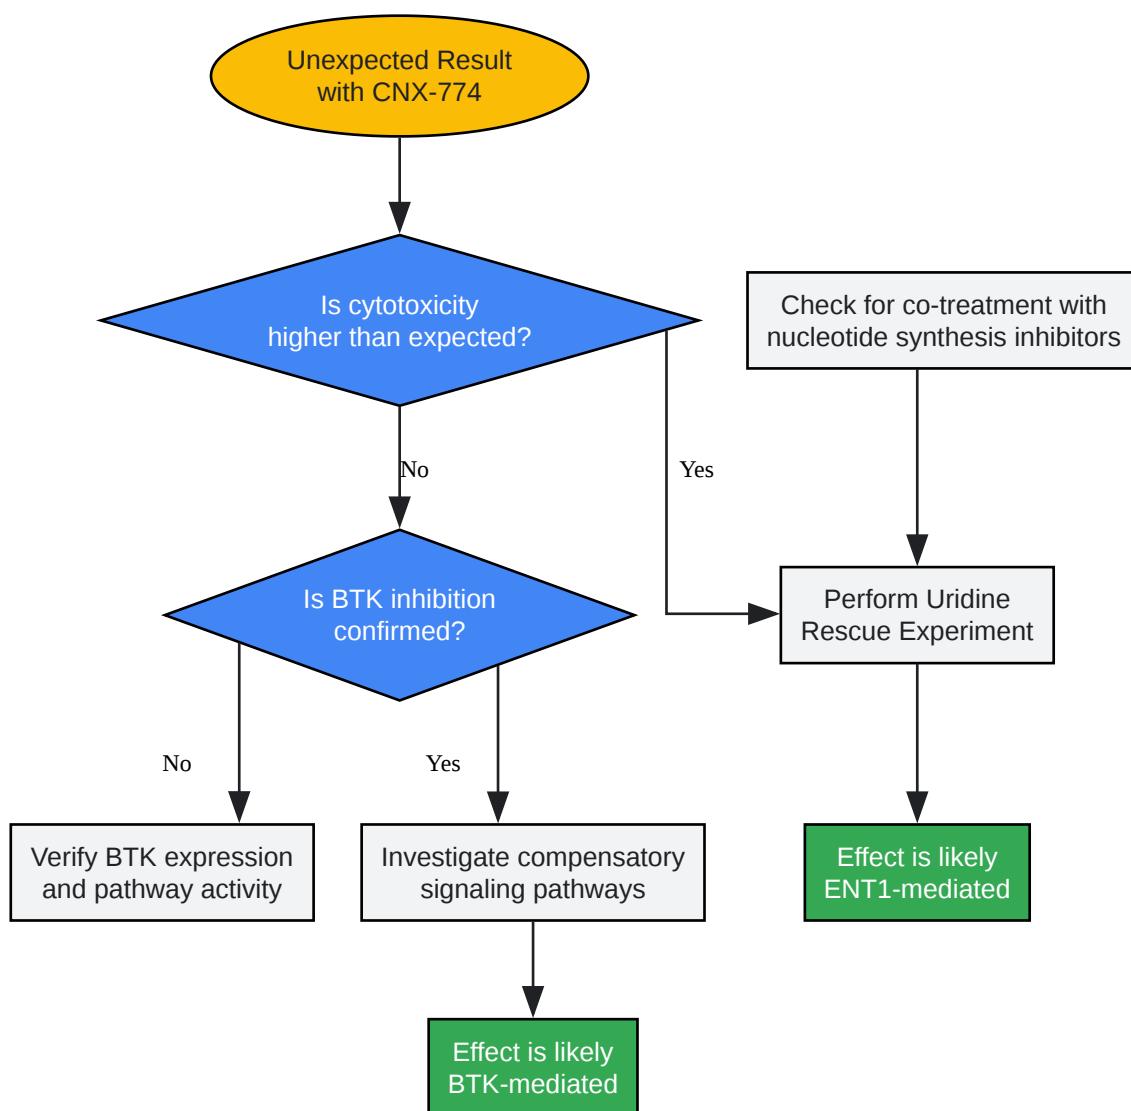 Unexpected Result
with CNX-774
Is cytotoxicity
higher than expected?
Check for co-treatment with
nucleotide synthesis inhibitors
No
Yes
Is BTK inhibition
confirmed?
Perform Uridine
Rescue Experiment
No
Yes
Verify BTK expression
and pathway activity
Investigate compensatory
signaling pathways
Effect is likely
ENT1-mediated
Effect is likely
BTK-mediated